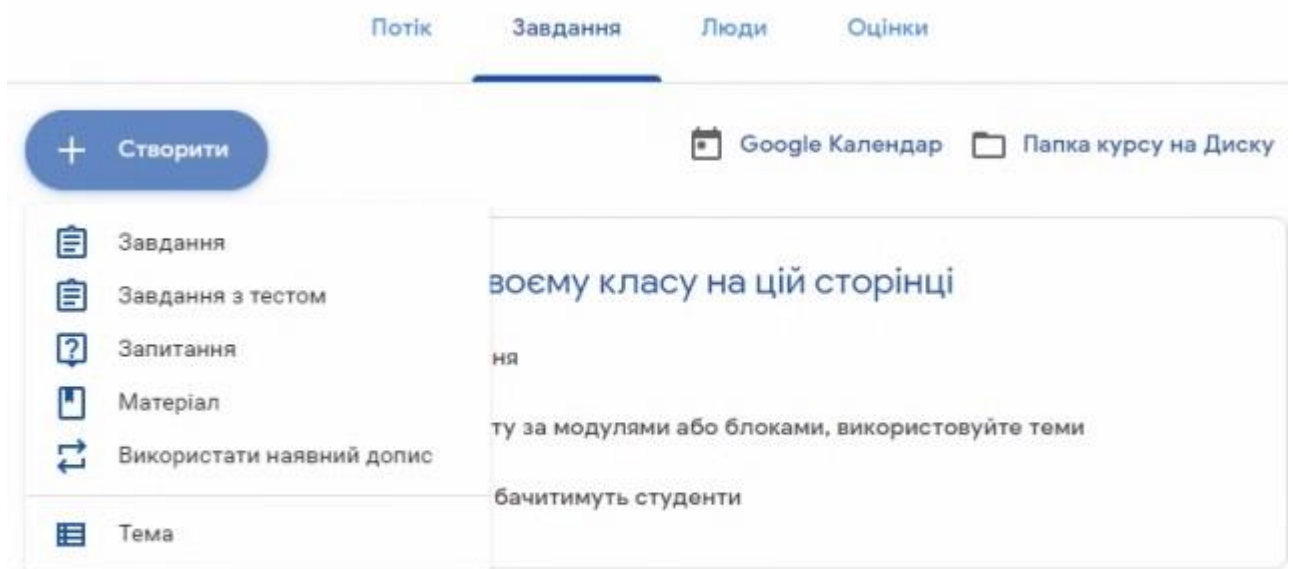 Потік Завдання Люди Оцінки
+ Створити Google Календар Папка курсу на Диску
Завдання
воєму класу на цій сторінці
Завдання з тестом
Запитання
ня
Матеріал
ту за модулями або блоками, використовуйте теми
Використати наявний допис
бачитимуть студенти
Тема